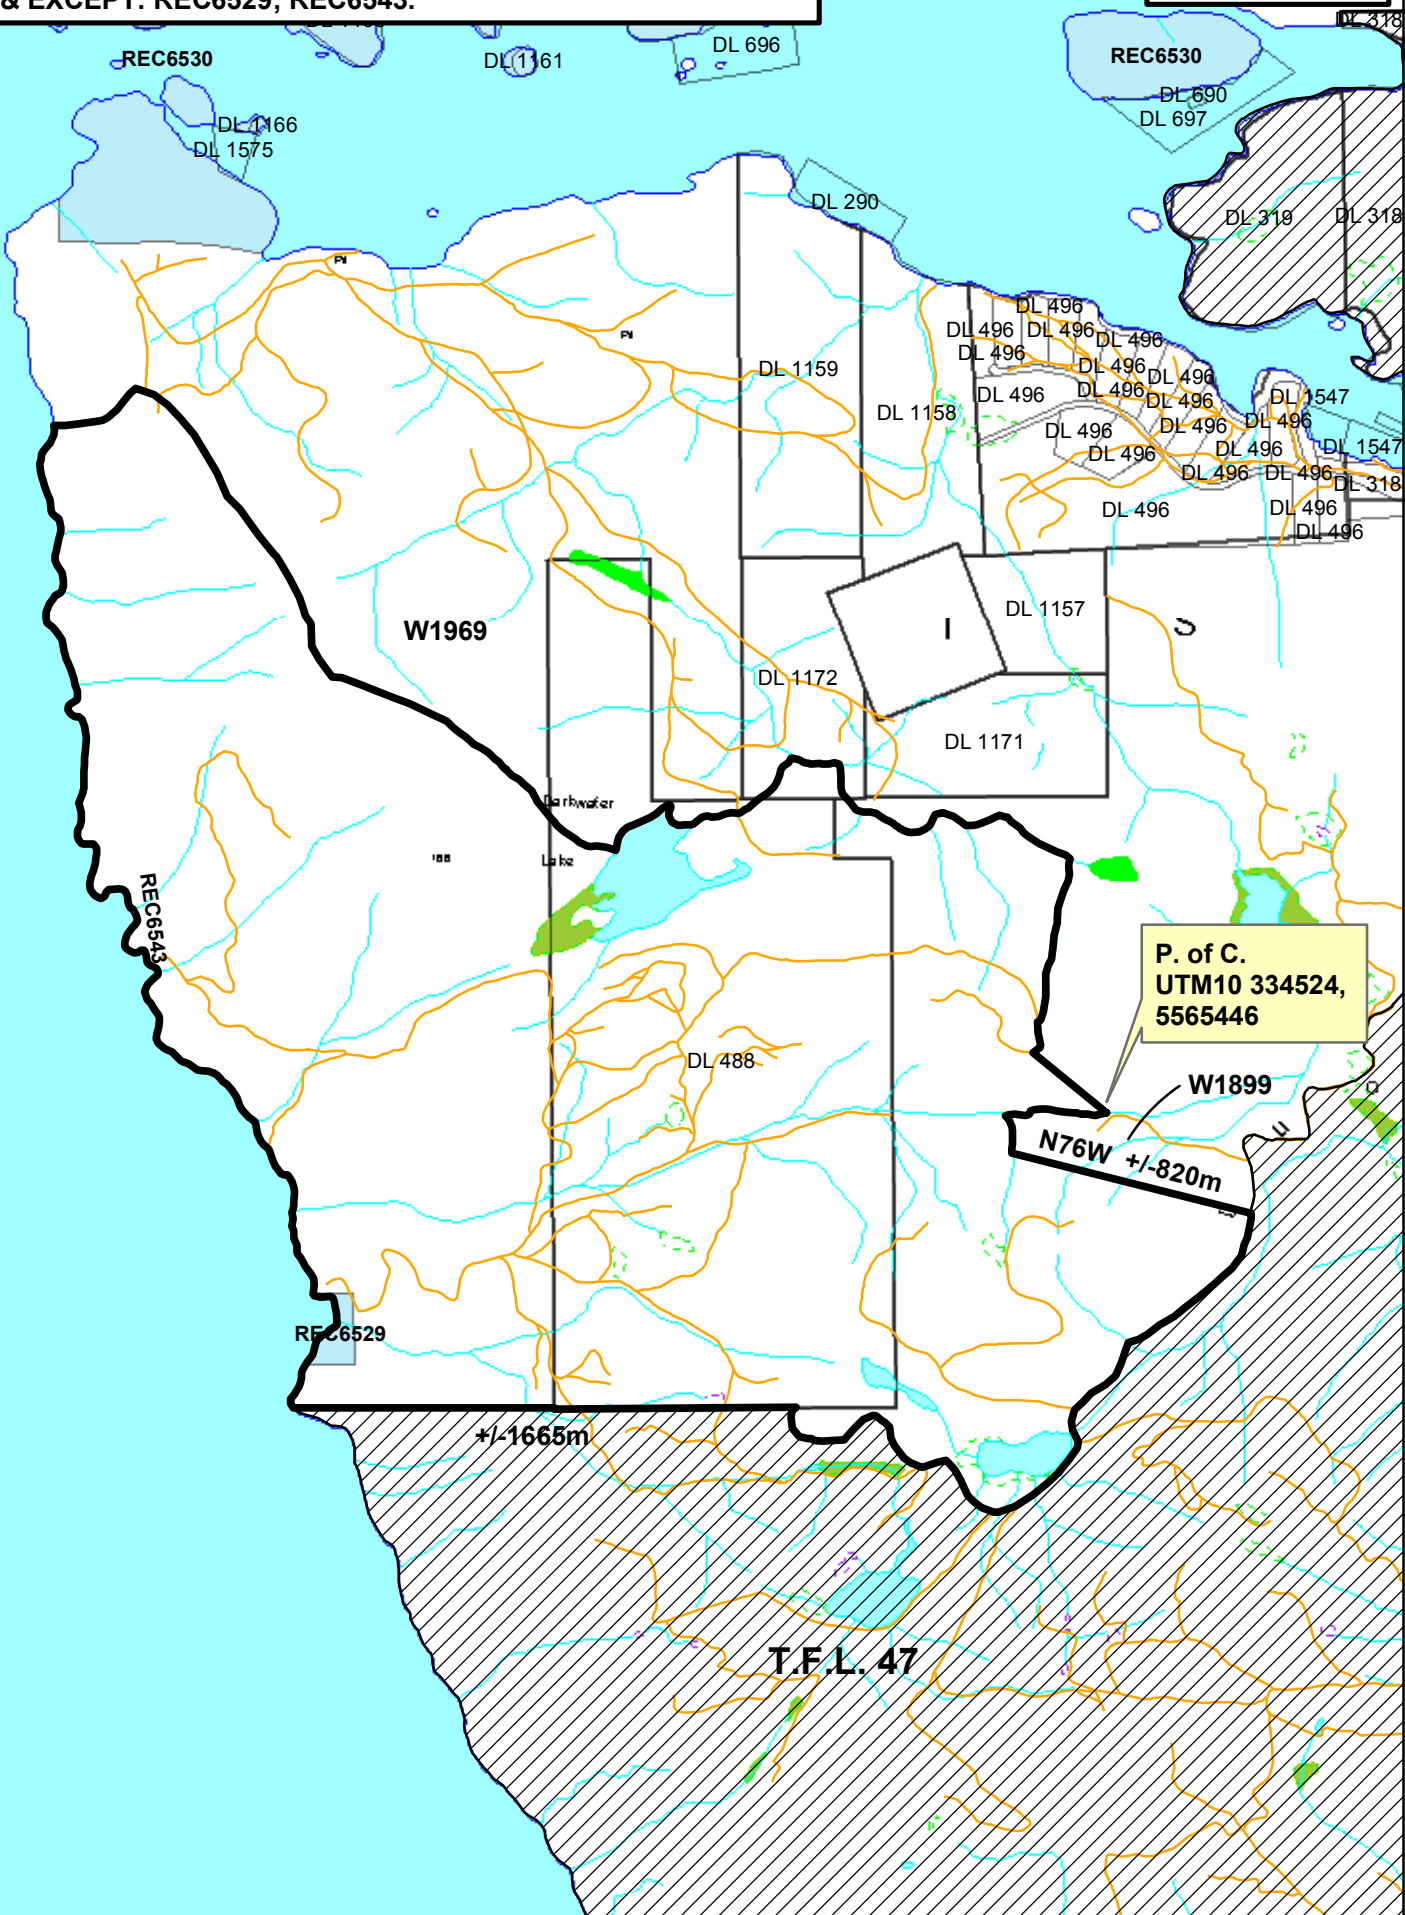 & EXCEPT: REC6529, REC6543.
DL 318
REC6530
DL 1161
DL 696
REC6530
DL 690
DL 697
DL 1166
DL 1575
DL 290
DL 319
DL 318
DL 496
DL 496
DL 496
DL 496
DL 496
DL 1159
DL 496
DL 496
DL 496
DL 496
DL 496
DL 1547
DL 1158
DL 496
DL 496
DL 496
DL 496
DL 496
DL 1547
DL 496
DL 496
DL 318
DL 496
DL 496
DL 496
DL 1157
W1969
I
DL 1172
DL 1171
Darkwater
Lake
REC6543
P. of C.
UTM10 334524,
5565446
DL 488
W1899
N76W +/-820m
REC6529
+/-1665m
T.F.L. 47